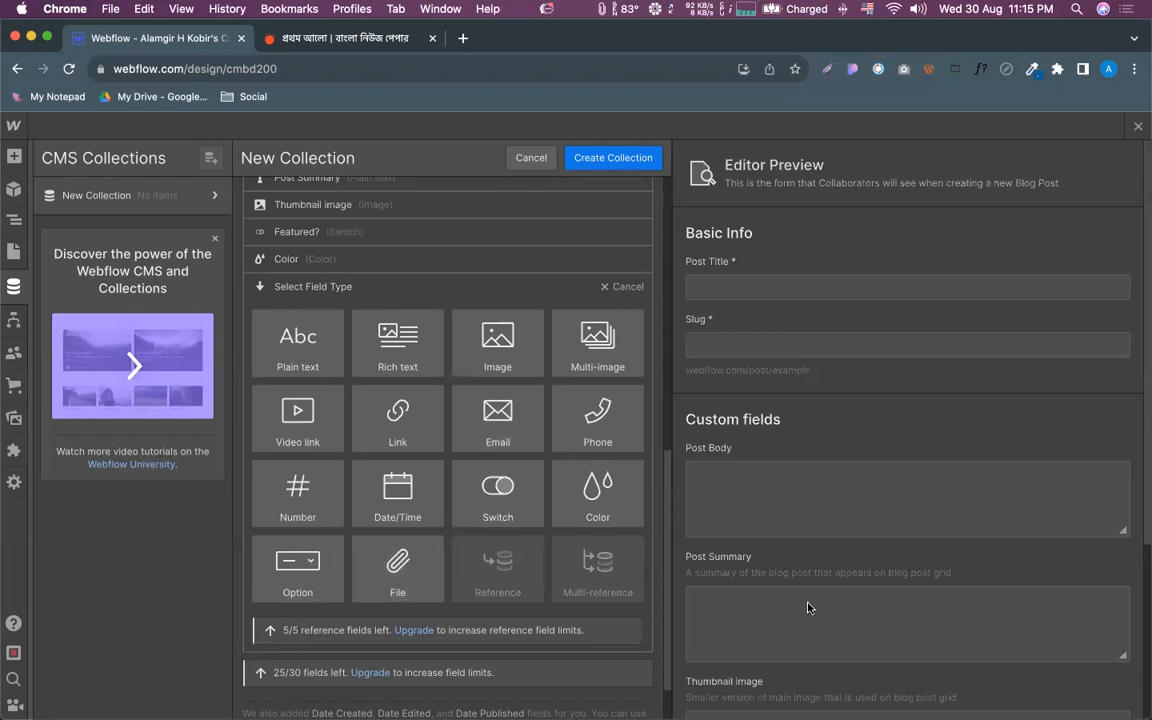 Chrome File Edit View History Bookmarks Profiles Tab Window Help 83° 92 KB/s 8 KB/s Charged Wed 30 Aug 11:15 PM
Webflow - Alamgir H Kobir's C প্রথম আলো | বাংলা নিউজ পেপার
webflow.com/design/cmbd200
My Notepad My Drive - Google... Social
CMS Collections New Collection Cancel Create Collection Editor Preview
This is the form that Collaborators will see when creating a new Blog Post
New Collection No items
Post Summary (Plain text)
Thumbnail image (Image)
Featured? (Switch)
Color (Color)
Select Field Type Cancel
Discover the power of the
Webflow CMS and
Collections
Watch more video tutorials on the
Webflow University.
Abc
Plain text Rich text Image Multi-image
Video link Link Email Phone
Number Date/Time Switch Color
Option File Reference Multi-reference
5/5 reference fields left. Upgrade to increase reference field limits.
25/30 fields left. Upgrade to increase field limits.
We also added Date Created, Date Edited, and Date Published fields for you. You can use
Basic Info
Post Title *
Slug *
webflow.com/post/example
Custom fields
Post Body
Post Summary
A summary of the blog post that appears on blog post grid
Thumbnail image
Smaller version of main image that is used on blog post grid